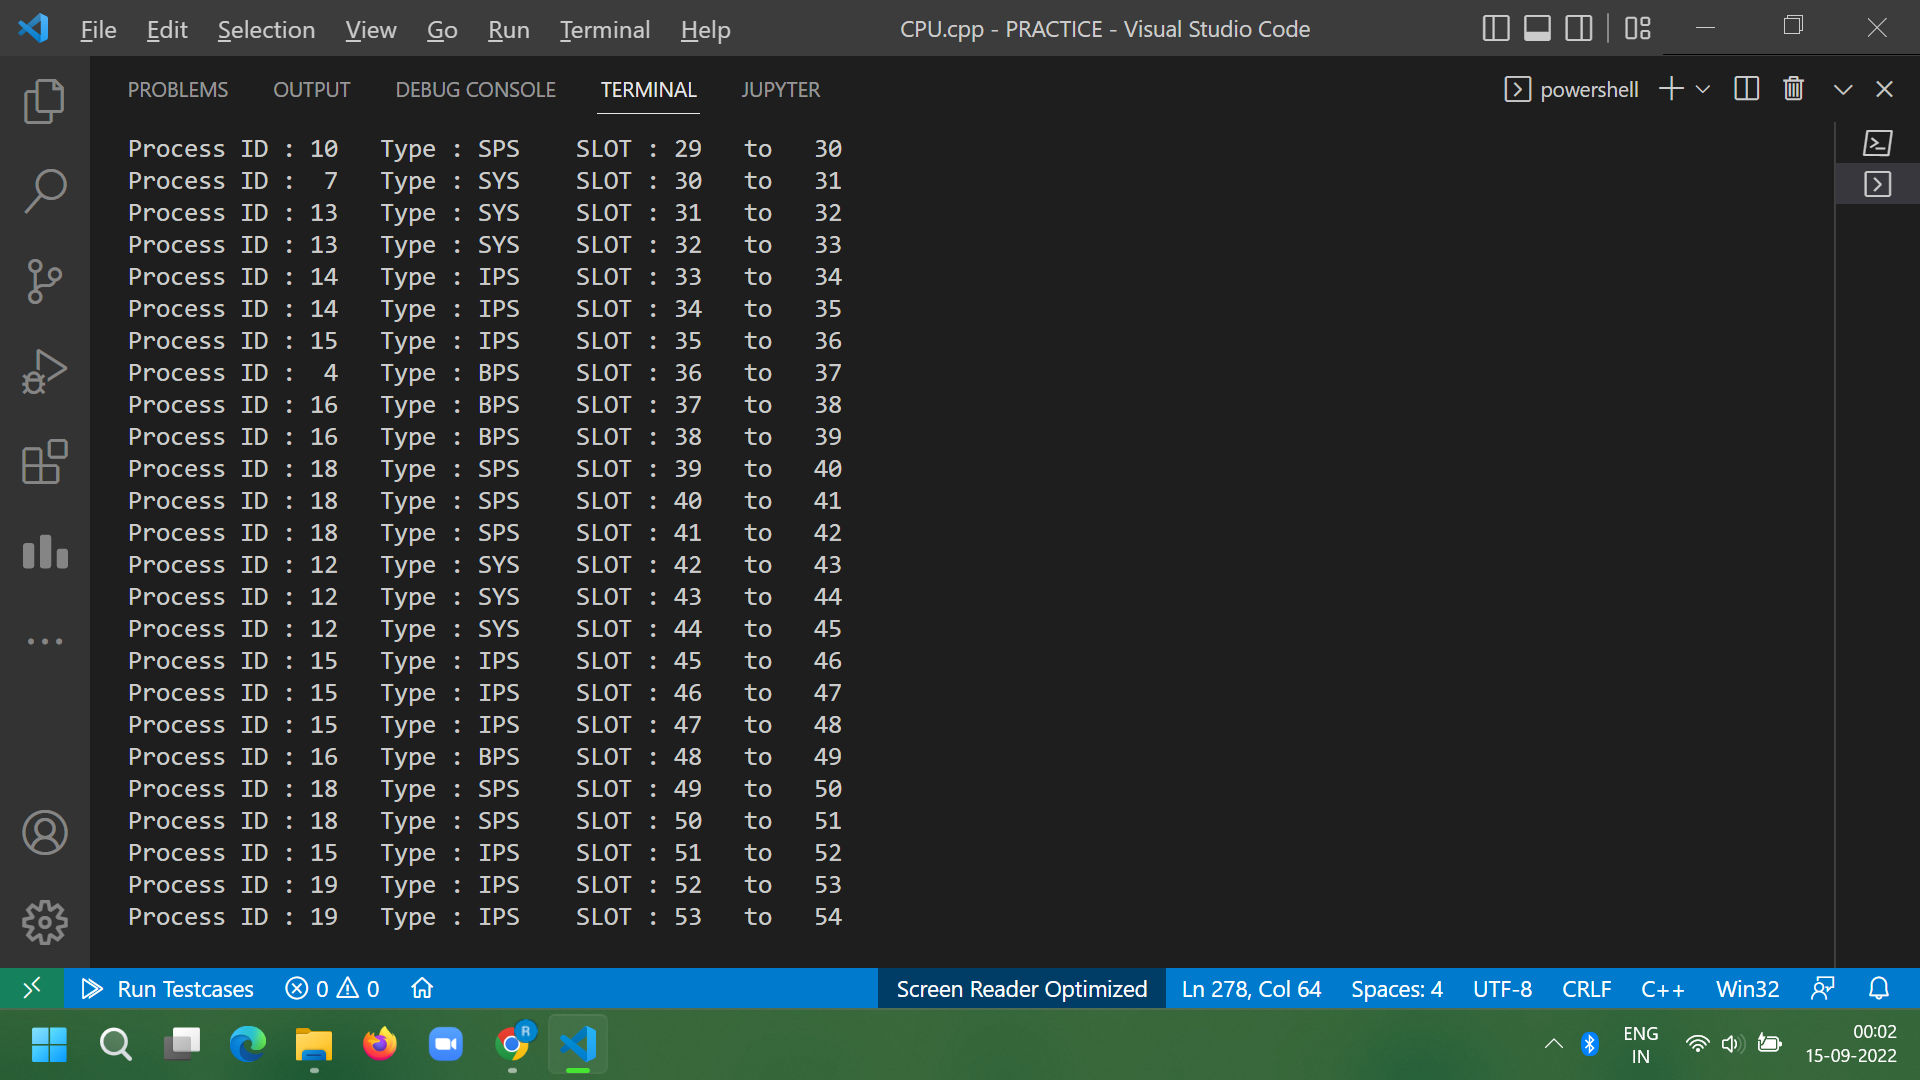 File Edit Selection View Go Run Terminal Help CPU.cpp - PRACTICE - Visual Studio Code
PROBLEMS OUTPUT DEBUG CONSOLE TERMINAL JUPYTER powershell
Process ID : 10 Type : SPS SLOT : 29 to 30
Process ID : 7 Type : SYS SLOT : 30 to 31
Process ID : 13 Type : SYS SLOT : 31 to 32
Process ID : 13 Type : SYS SLOT : 32 to 33
Process ID : 14 Type : IPS SLOT : 33 to 34
Process ID : 14 Type : IPS SLOT : 34 to 35
Process ID : 15 Type : IPS SLOT : 35 to 36
Process ID : 4 Type : BPS SLOT : 36 to 37
Process ID : 16 Type : BPS SLOT : 37 to 38
Process ID : 16 Type : BPS SLOT : 38 to 39
Process ID : 18 Type : SPS SLOT : 39 to 40
Process ID : 18 Type : SPS SLOT : 40 to 41
Process ID : 18 Type : SPS SLOT : 41 to 42
Process ID : 12 Type : SYS SLOT : 42 to 43
Process ID : 12 Type : SYS SLOT : 43 to 44
Process ID : 12 Type : SYS SLOT : 44 to 45
Process ID : 15 Type : IPS SLOT : 45 to 46
Process ID : 15 Type : IPS SLOT : 46 to 47
Process ID : 15 Type : IPS SLOT : 47 to 48
Process ID : 16 Type : BPS SLOT : 48 to 49
Process ID : 18 Type : SPS SLOT : 49 to 50
Process ID : 18 Type : SPS SLOT : 50 to 51
Process ID : 15 Type : IPS SLOT : 51 to 52
Process ID : 19 Type : IPS SLOT : 52 to 53
Process ID : 19 Type : IPS SLOT : 53 to 54
Run Testcases 0 0 Screen Reader Optimized Ln 278, Col 64 Spaces: 4 UTF-8 CRLF C++ Win32
R
ENG 00:02
IN 15-09-2022